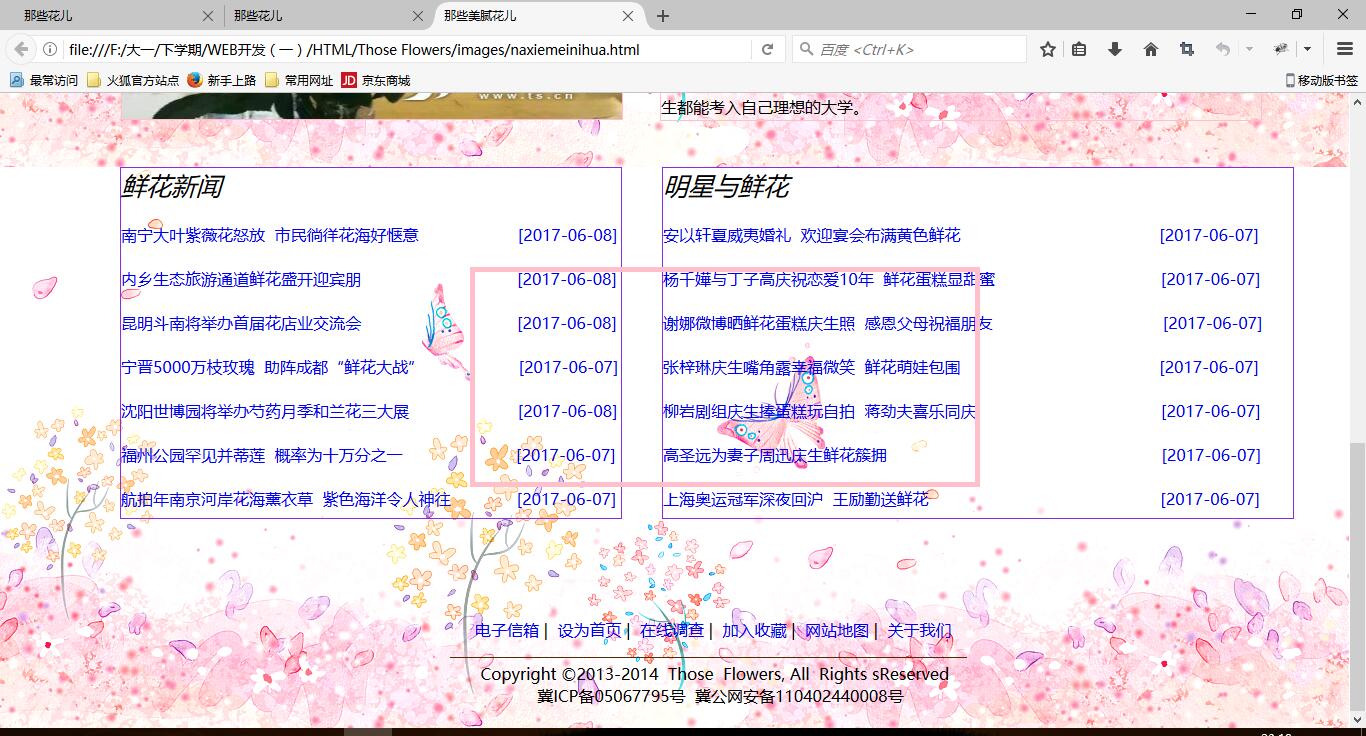 那些花儿
那些花儿
那些美腻花儿
file:///F:/大一/下学期/WEB开发（一）/HTML/Those Flowers/images/naxiemeinihua.html
百度 <Ctrl+K>
最常访问 火狐官方站点 新手上路 常用网址 JD 京东商城
移动版书签
www.ts.cn
生都能考入自己理想的大学。
鲜花新闻
南宁大叶紫薇花怒放 市民徜徉花海好惬意 [2017-06-08]
内乡生态旅游通道鲜花盛开迎宾朋 [2017-06-08]
昆明斗南将举办首届花店业交流会 [2017-06-08]
宁晋5000万枝玫瑰 助阵成都“鲜花大战” [2017-06-07]
沈阳世博园将举办芍药月季和兰花三大展 [2017-06-08]
福州公园罕见并蒂莲 概率为十万分之一 [2017-06-07]
航拍年南京河岸花海薰衣草 紫色海洋令人神往 [2017-06-07]
明星与鲜花
安以轩夏威夷婚礼 欢迎宴会布满黄色鲜花 [2017-06-07]
杨千嬅与丁子高庆祝恋爱10年 鲜花蛋糕显甜蜜 [2017-06-07]
谢娜微博晒鲜花蛋糕庆生照 感恩父母祝福朋友 [2017-06-07]
张梓琳庆生嘴角露幸福微笑 鲜花萌娃包围 [2017-06-07]
柳岩剧组庆生捧蛋糕玩自拍 蒋劲夫喜乐同庆 [2017-06-07]
高圣远为妻子周迅庆生鲜花簇拥 [2017-06-07]
上海奥运冠军深夜回沪 王励勤送鲜花 [2017-06-07]
电子信箱 | 设为首页 | 在线调查 | 加入收藏 | 网站地图 | 关于我们
Copyright ©2013-2014 Those Flowers, All Rights sReserved
冀ICP备05067795号 冀公网安备110402440008号